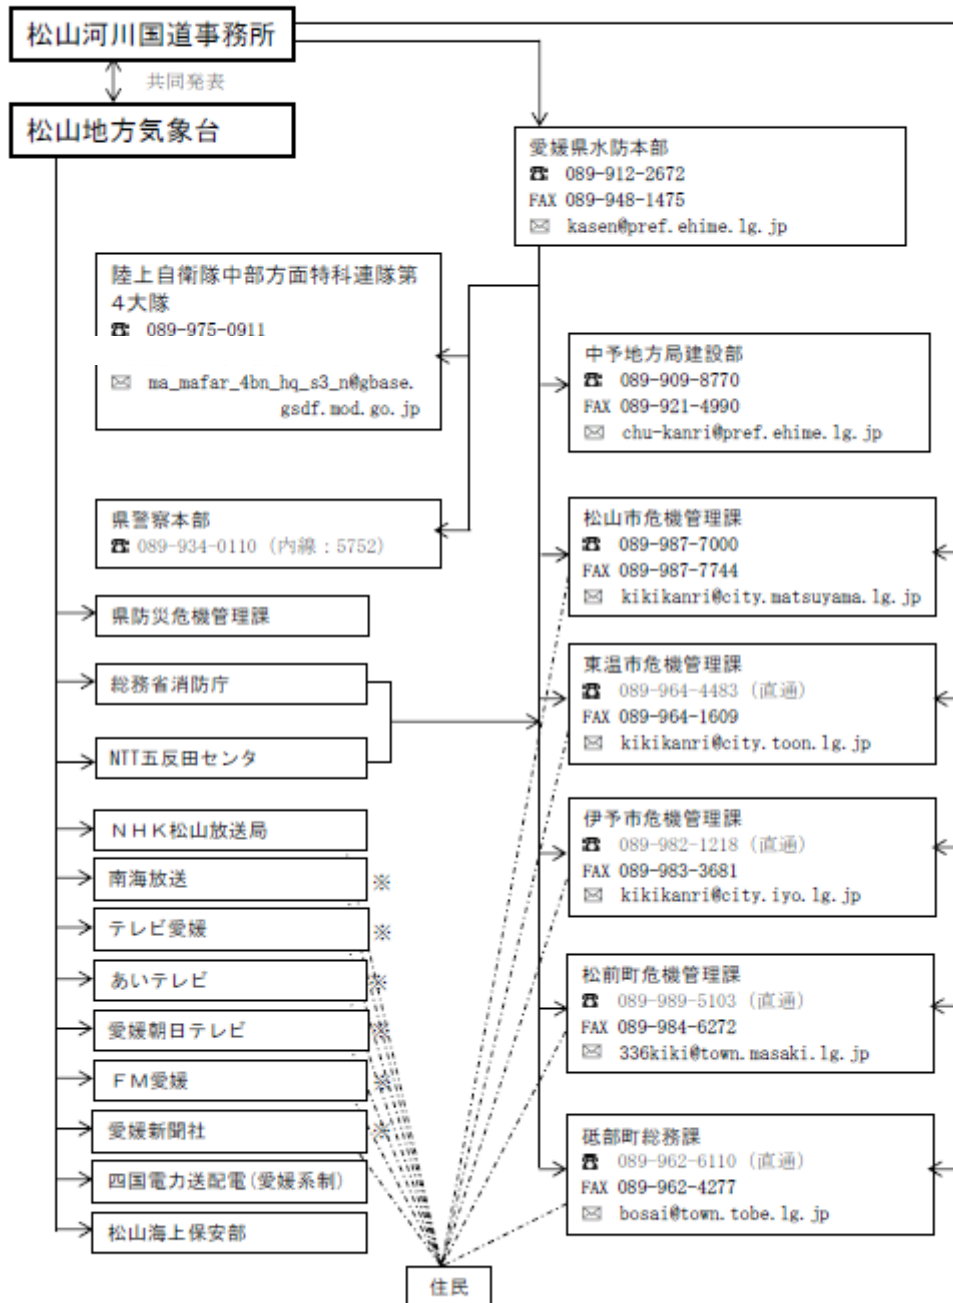 松山河川国道事務所
共同発表
松山地方気象台
愛媛県水防本部
☎ 089-912-2672
FAX 089-948-1475
✉ kasen@pref.ehime.lg.jp
陸上自衛隊中部方面特科連隊第
4大隊
☎ 089-975-0911
✉ ma_mafar_4bn_hq_s3_n@gbase.
gsdf.mod.go.jp
中予地方局建設部
☎ 089-909-8770
FAX 089-921-4990
✉ chu-kanri@pref.ehime.lg.jp
県警察本部
☎ 089-934-0110（内線：5752）
松山市危機管理課
☎ 089-987-7000
FAX 089-987-7744
✉ kikikanri@city.matsuyama.lg.jp
県防災危機管理課
総務省消防庁
NTT五反田センタ
東温市危機管理課
☎ 089-964-4483（直通）
FAX 089-964-1609
✉ kikikanri@city.toon.lg.jp
ＮＨＫ松山放送局
南海放送 ※
テレビ愛媛 ※
あいテレビ ※
愛媛朝日テレビ ※
ＦＭ愛媛 ※
愛媛新聞社 ※
四国電力送配電(愛媛系制)
松山海上保安部
伊予市危機管理課
☎ 089-982-1218（直通）
FAX 089-983-3681
✉ kikikanri@city.iyo.lg.jp
松前町危機管理課
☎ 089-989-5103（直通）
FAX 089-984-6272
✉ 336kiki@town.masaki.lg.jp
砥部町総務課
☎ 089-962-6110（直通）
FAX 089-962-4277
✉ bosai@town.tobe.lg.jp
住民